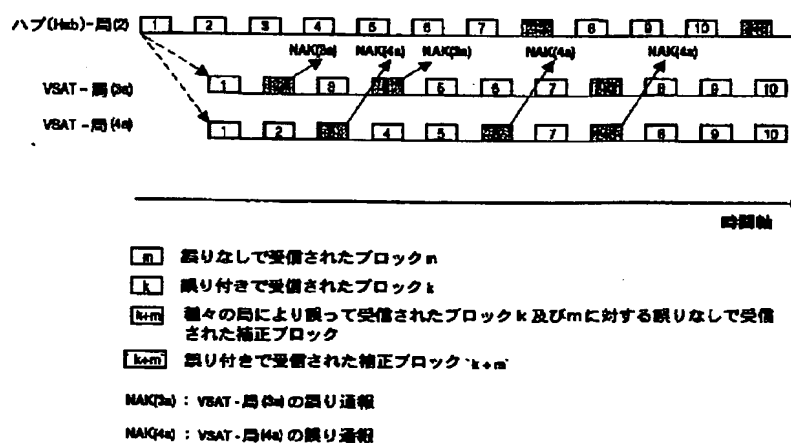 ハブ(Hub)-局(2) 1 2 3 4 5 6 7 8 9 10
NAK(3a) NAK(4a) NAK(3a) NAK(4a) NAK(4a)
VSAT-局(3a) 1 3 5 6 7 8 9 10
VSAT-局(4a) 1 2 4 5 7 8 9 10
時間軸
m 誤りなしで受信されたブロックm
k 誤り付きで受信されたブロックk
k+m 種々の局により誤って受信されたブロックk及びmに対する誤りなしで受信
された補正ブロック
k+m 誤り付きで受信された補正ブロック"k+m"
NAK(3a) : VSAT-局(3a)の誤り通報
NAK(4a) : VSAT-局(4a)の誤り通報